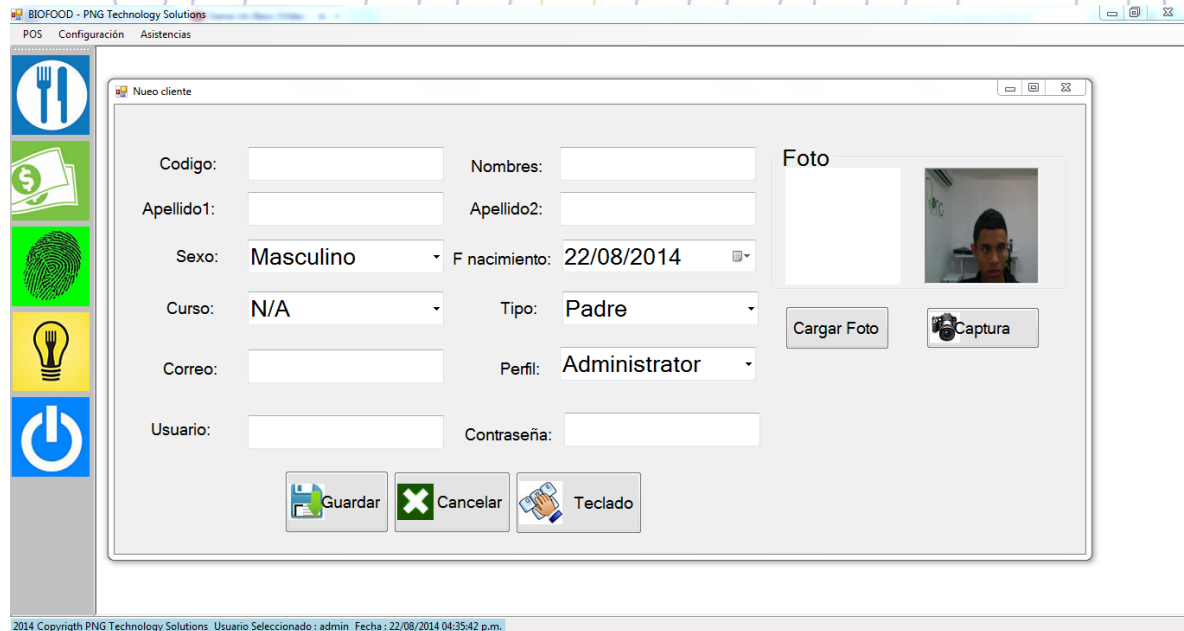 BIOFOOD - PNG Technology Solutions
POS Configuración Asistencias
Nueo cliente
Codigo:
Nombres:
Foto
Apellido1:
Apellido2:
Sexo: Masculino
F nacimiento: 22/08/2014
Curso: N/A
Tipo: Padre
Cargar Foto
Captura
Correo:
Perfil: Administrator
Usuario:
Contraseña:
Guardar
Cancelar
Teclado
2014 Copyrigth PNG Technology Solutions Usuario Seleccionado : admin Fecha : 22/08/2014 04:35:42 p.m.